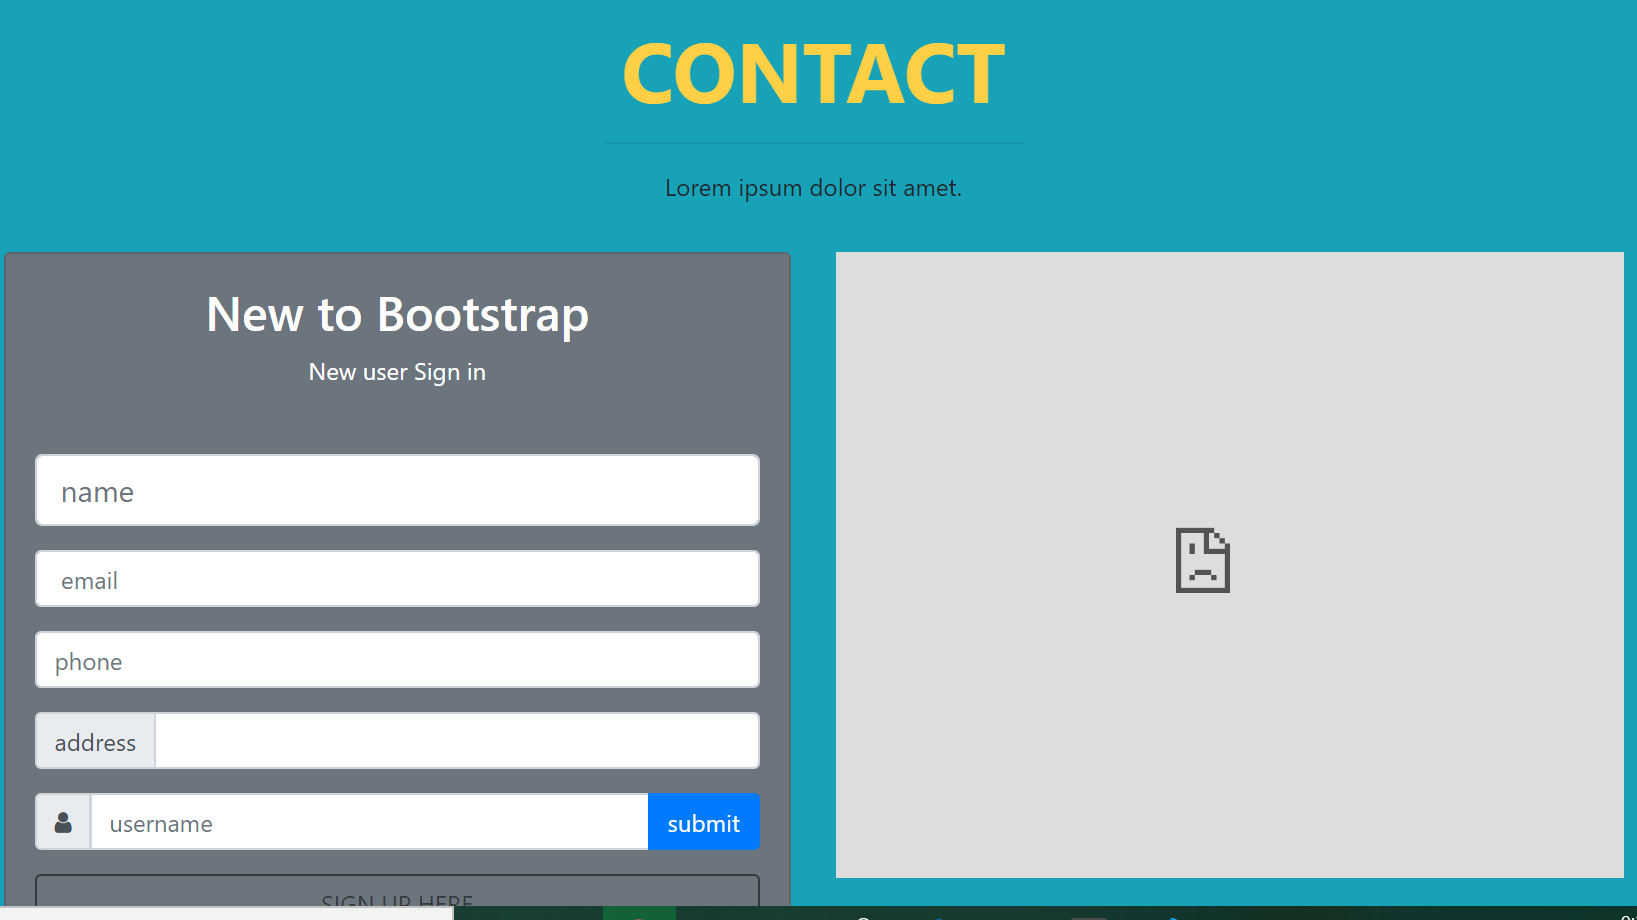 CONTACT
Lorem ipsum dolor sit amet.
New to Bootstrap
New user Sign in
name
email
phone
address
username
submit
SIGN UP HERE